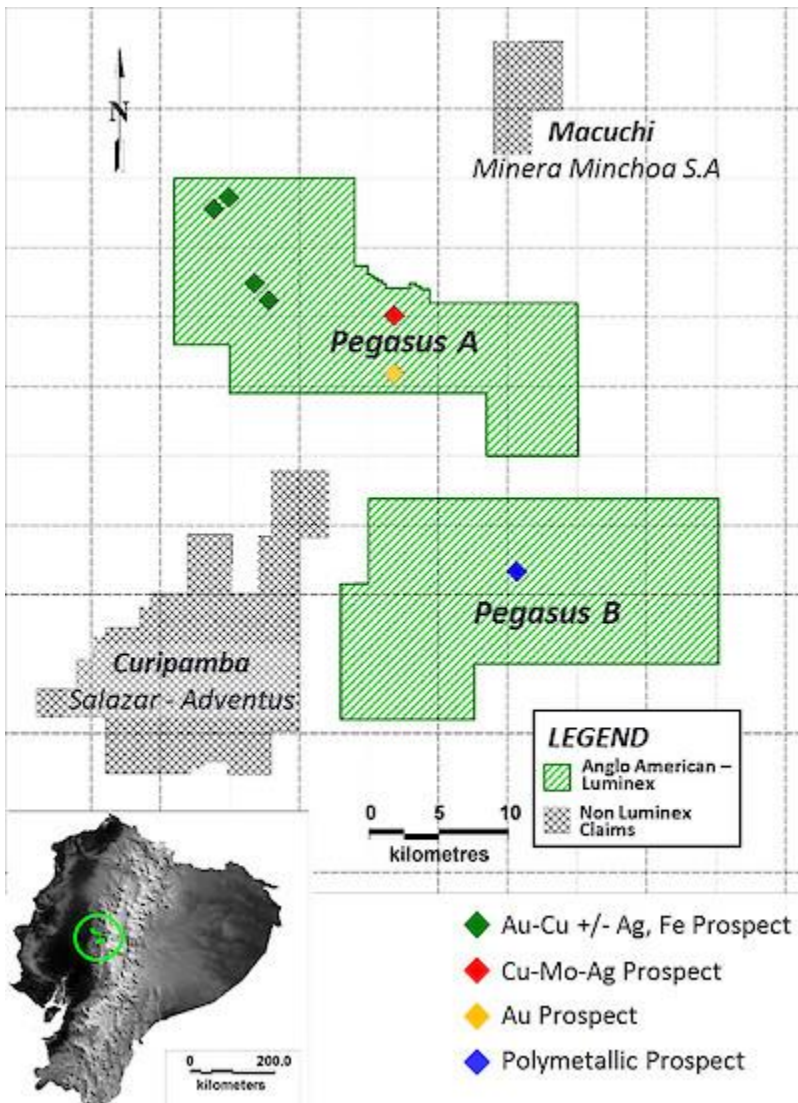 N
Macuchi
Minera Minchoa S.A
Pegasus A
Pegasus B
Curipamba
Salazar - Adventus
LEGEND
Anglo American –
Luminex
Non Luminex
Claims
0 5 10
kilometres
0 200.0
kilometers
Au-Cu +/- Ag, Fe Prospect
Cu-Mo-Ag Prospect
Au Prospect
Polymetallic Prospect